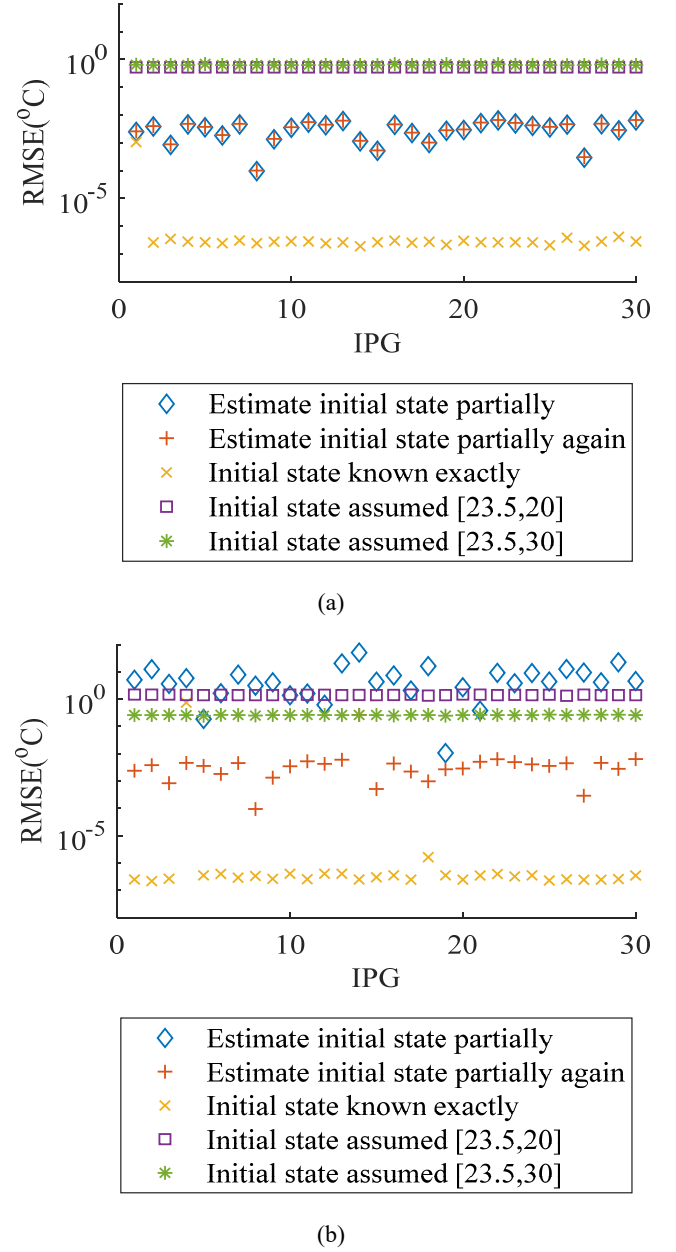 10^0
10^-5
RMSE(°C)
0 10 20 30
IPG
Estimate initial state partially
Estimate initial state partially again
Initial state known exactly
Initial state assumed [23.5,20]
Initial state assumed [23.5,30]
(a)
10^0
10^-5
RMSE(°C)
0 10 20 30
IPG
Estimate initial state partially
Estimate initial state partially again
Initial state known exactly
Initial state assumed [23.5,20]
Initial state assumed [23.5,30]
(b)